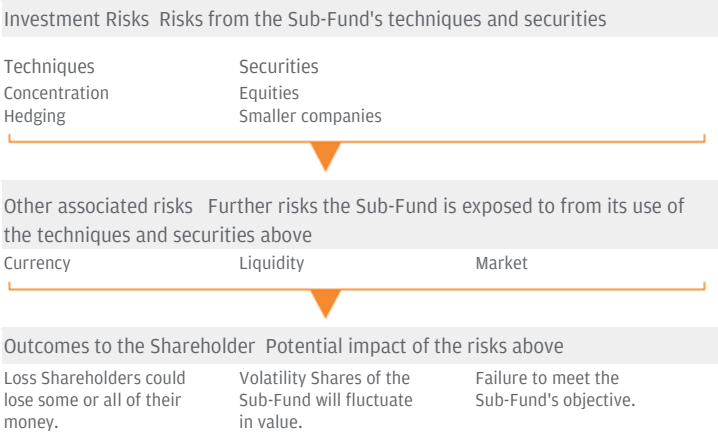 Investment Risks Risks from the Sub-Fund's techniques and securities
Techniques Securities
Concentration Equities
Hedging Smaller companies
Other associated risks Further risks the Sub-Fund is exposed to from its use of
the techniques and securities above
Currency Liquidity Market
Outcomes to the Shareholder Potential impact of the risks above
Loss Shareholders could
lose some or all of their
money.
Volatility Shares of the
Sub-Fund will fluctuate
in value.
Failure to meet the
Sub-Fund's objective.